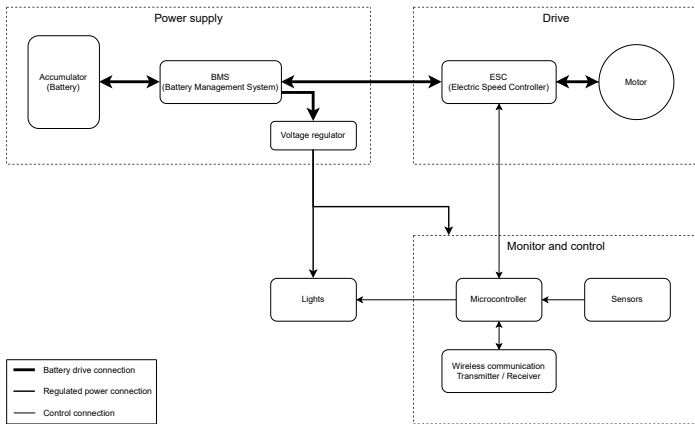 Power supply
Drive
Accumulator
(Battery)
BMS
(Battery Management System)
ESC
(Electric Speed Controller)
Motor
Voltage regulator
Monitor and control
Lights
Microcontroller
Sensors
Wireless communication
Transmitter / Receiver
Battery drive connection
Regulated power connection
Control connection